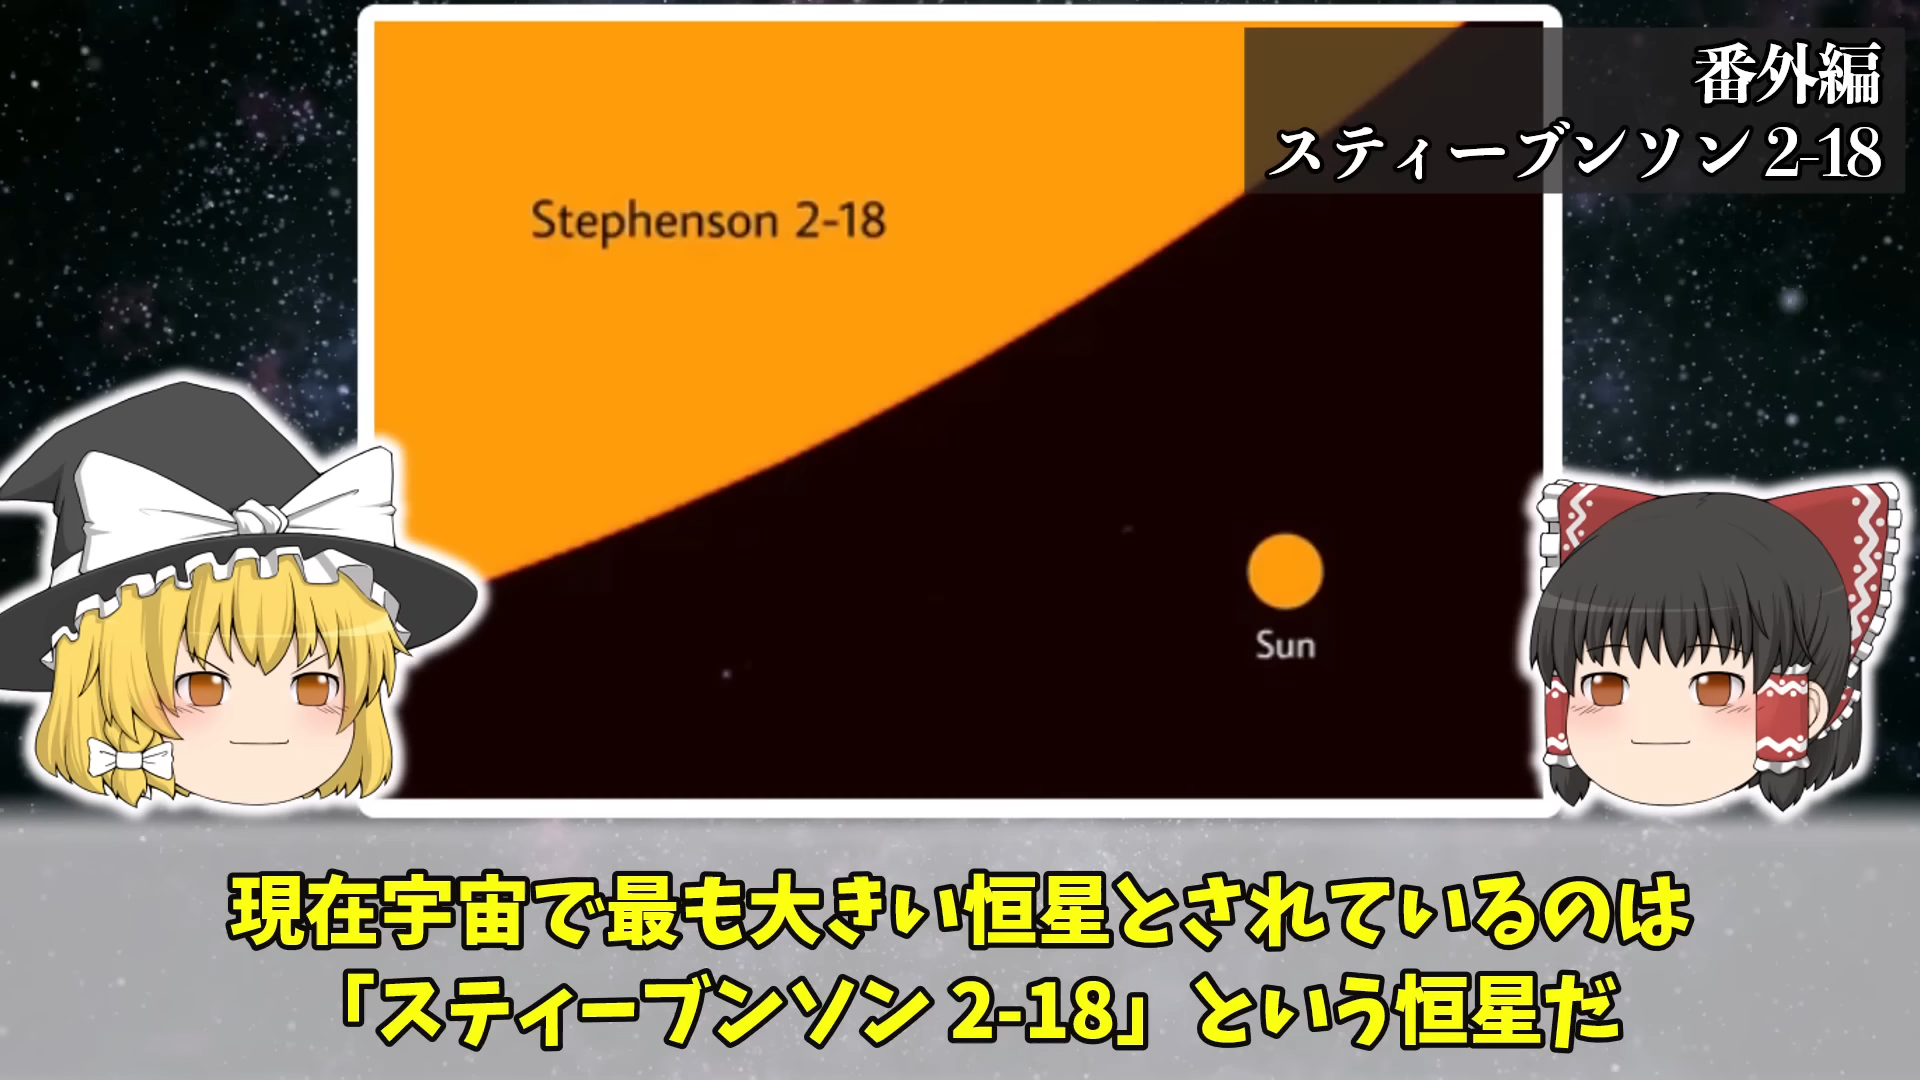 番外編
スティーブンソン2-18
Stephenson 2-18
Sun
現在宇宙で最も大きい恒星とされているのは
「スティーブンソン2-18」という恒星だ